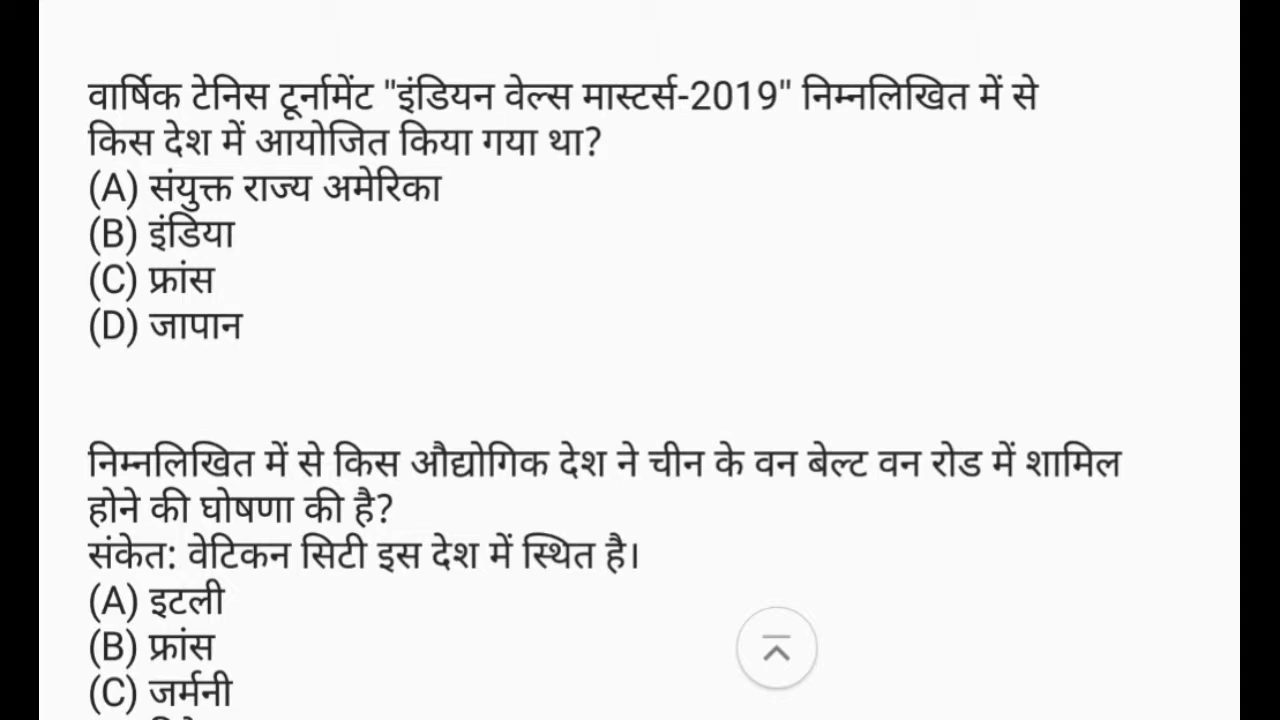 वार्षिक टेनिस टूर्नामेंट "इंडियन वेल्स मास्टर्स-2019" निम्नलिखित में से
किस देश में आयोजित किया गया था?
(A) संयुक्त राज्य अमेरिका
(B) इंडिया
(C) फ्रांस
(D) जापान
निम्नलिखित में से किस औद्योगिक देश ने चीन के वन बेल्ट वन रोड में शामिल
होने की घोषणा की है?
संकेत: वेटिकन सिटी इस देश में स्थित है।
(A) इटली
(B) फ्रांस
(C) जर्मनी